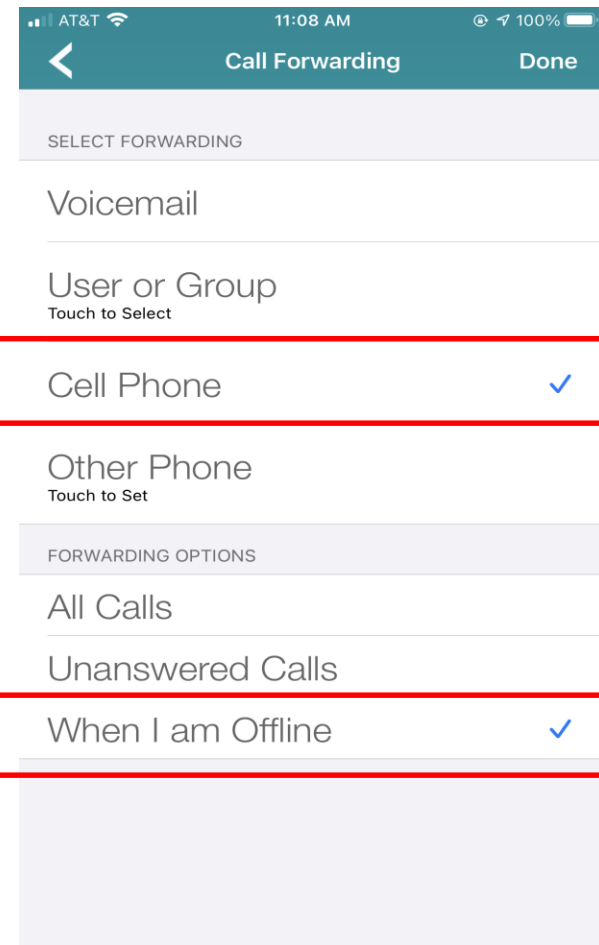 AT&T 11:08 AM 100%
Call Forwarding Done
SELECT FORWARDING
Voicemail
User or Group
Touch to Select
Cell Phone
Other Phone
Touch to Set
FORWARDING OPTIONS
All Calls
Unanswered Calls
When I am Offline